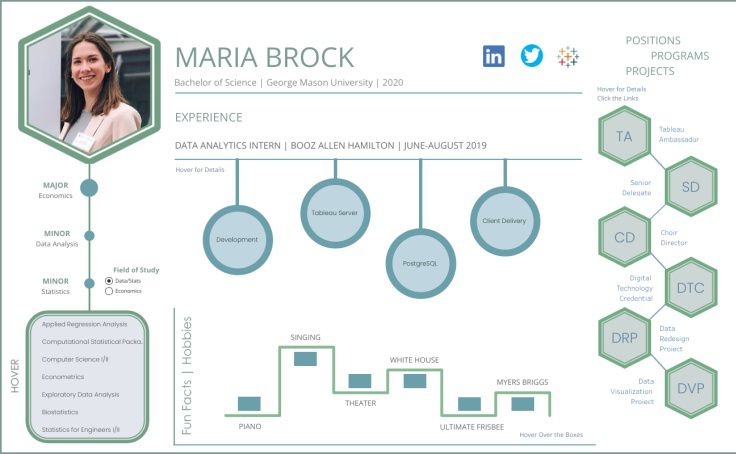 MARIA BROCK
in
Bachelor of Science | George Mason University | 2020
EXPERIENCE
DATA ANALYTICS INTERN | BOOZ ALLEN HAMILTON | JUNE-AUGUST 2019
Hover for Details
Development
Tableau Server
PostgreSQL
Client Delivery
MAJOR
Economics
MINOR
Data Analysis
MINOR
Statistics
Field of Study
Data/Stats
Economics
HOVER
Applied Regression Analysis
Computational Statistical Packa..
Computer Science I/II
Econometrics
Exploratory Data Analysis
Biostatistics
Statistics for Engineers I/II
Fun Facts | Hobbies
PIANO
SINGING
THEATER
WHITE HOUSE
ULTIMATE FRISBEE
MYERS BRIGGS
Hover Over the Boxes
POSITIONS
PROGRAMS
PROJECTS
Hover for Details
Click the Links
TA
Tableau
Ambassador
Senior
Delegate
SD
CD
Choir
Director
Digital
Technology
Credential
DTC
DRP
Data
Redesign
Project
Data
Visualization
Project
DVP